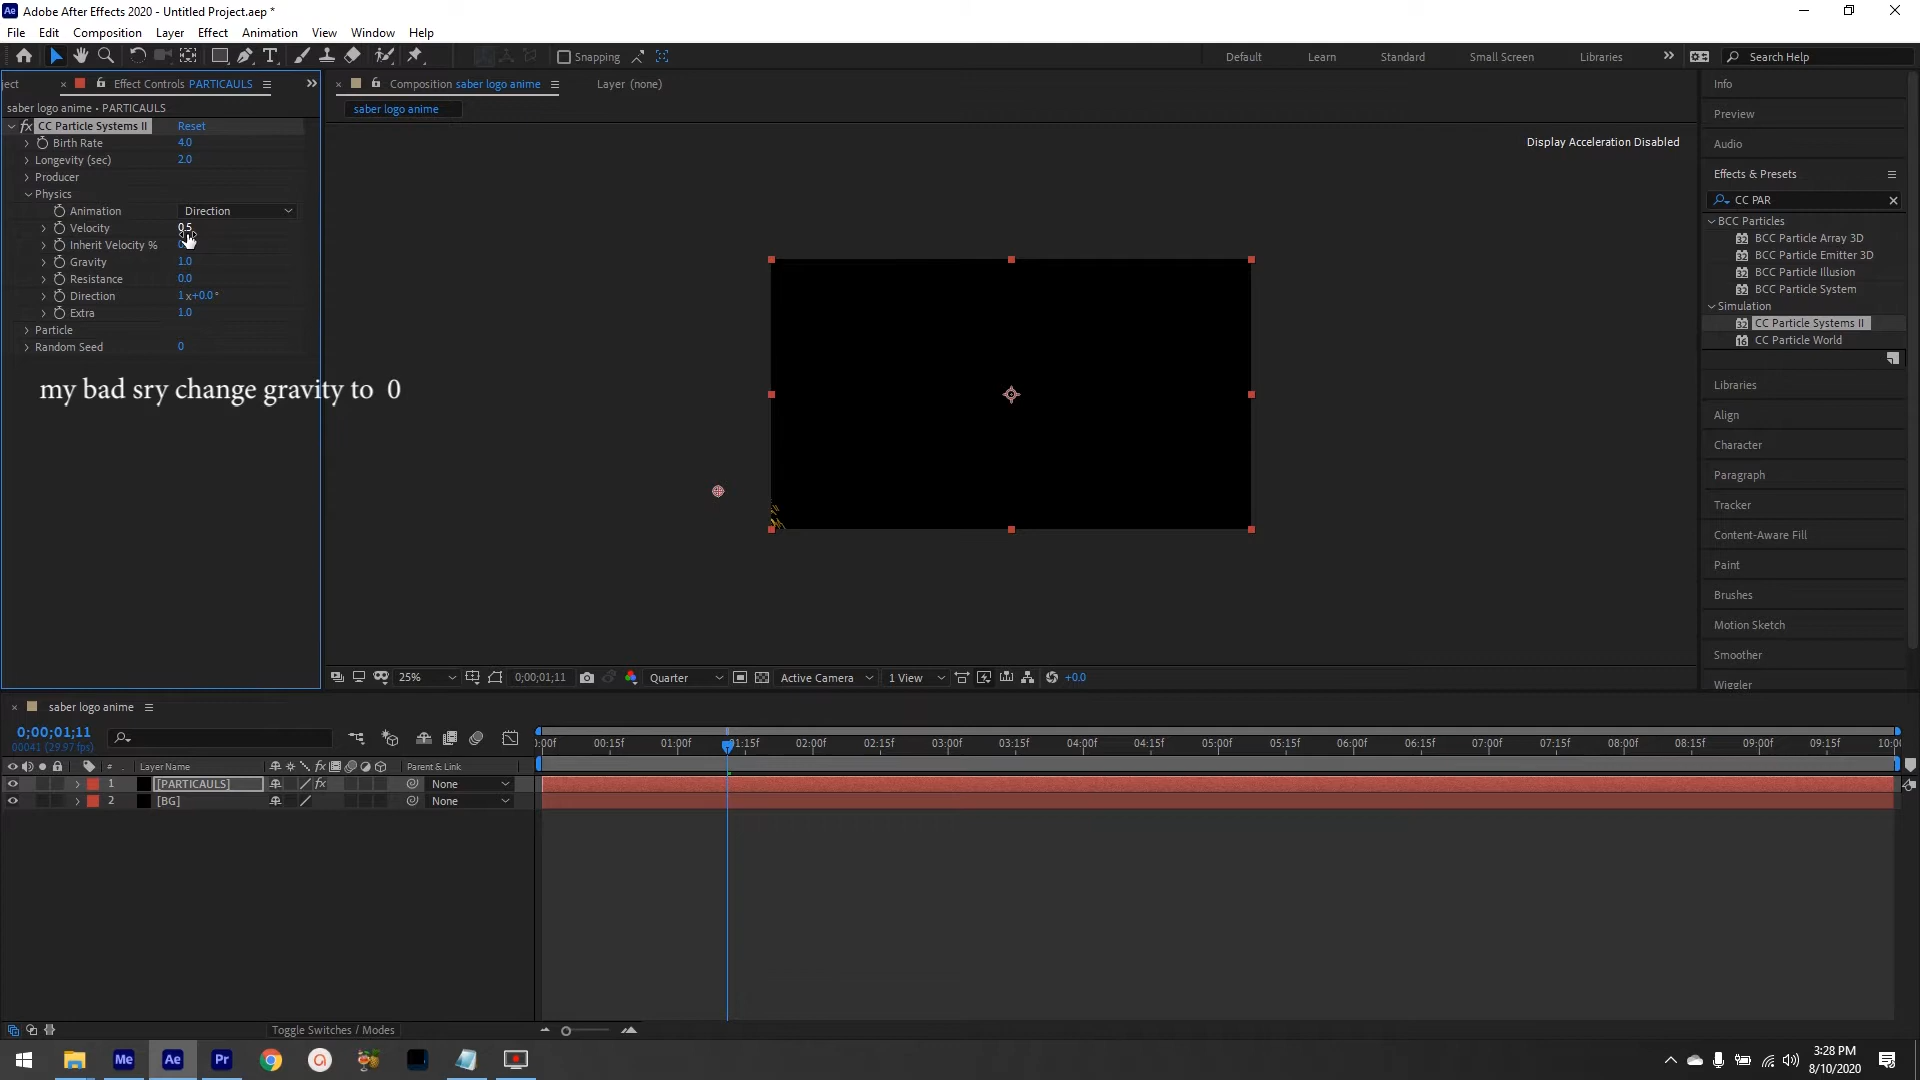 Adobe After Effects 2020 - Untitled Project.aep *
File Edit Composition Layer Effect Animation View Window Help
Snapping
Default Learn Standard Small Screen Libraries
Search Help
ject
Effect Controls PARTICAULS
Composition saber logo anime
Layer (none)
saber logo anime • PARTICAULS
saber logo anime
fx CC Particle Systems II Reset
Birth Rate 4.0
Longevity (sec) 2.0
Producer
Physics
Animation Direction
Velocity 0.5
Inherit Velocity %
Gravity 1.0
Resistance 0.0
Direction 1x+0.0°
Extra 1.0
Particle
Random Seed 0
my bad sry change gravity to 0
Display Acceleration Disabled
Info
Preview
Audio
Effects & Presets
CC PAR
BCC Particles
BCC Particle Array 3D
BCC Particle Emitter 3D
BCC Particle Illusion
BCC Particle System
Simulation
CC Particle Systems II
CC Particle World
Libraries
Align
Character
Paragraph
Tracker
Content-Aware Fill
Paint
Brushes
Motion Sketch
Smoother
Wiggler
25% 0;00;01;11 Quarter Active Camera 1 View +0.0
saber logo anime
0;00;01;11
00041 (29.97 fps)
:00f 00:15f 01:00f 01:15f 02:00f 02:15f 03:00f 03:15f 04:00f 04:15f 05:00f 05:15f 06:00f 06:15f 07:00f 07:15f 08:00f 08:15f 09:00f 09:15f 10:00
# Layer Name fx Parent & Link
1 [PARTICAULS] fx None
2 [BG] None
Toggle Switches / Modes
Me Ae Pr
3:28 PM
8/10/2020